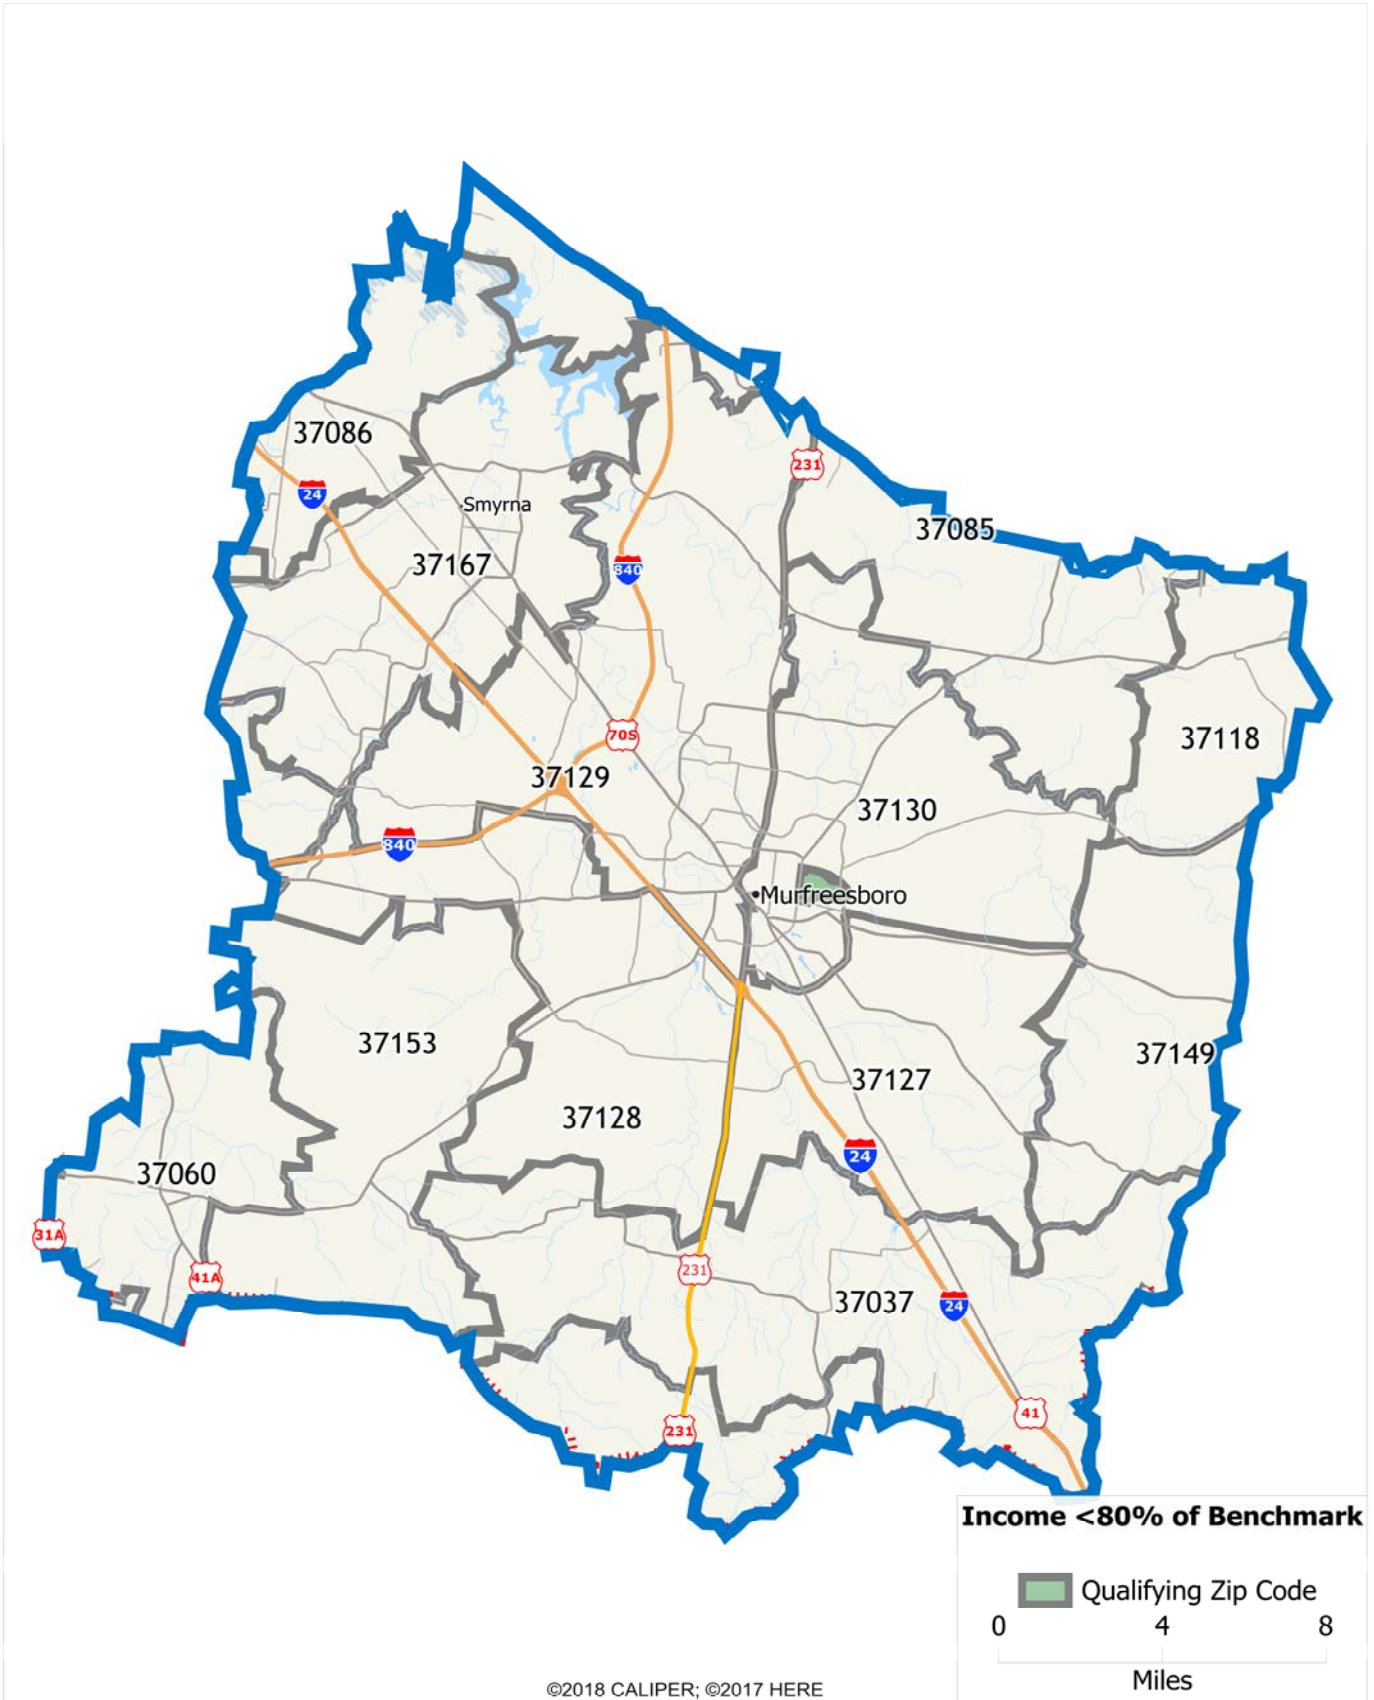 37086
24
231
Smyrna
37085
37167
840
70S
37118
37129
37130
840
Murfreesboro
37153
37149
37127
37128
24
37060
31A
231
41A
37037
24
41
231
Income <80% of Benchmark
Qualifying Zip Code
0 4 8
Miles
©2018 CALIPER; ©2017 HERE